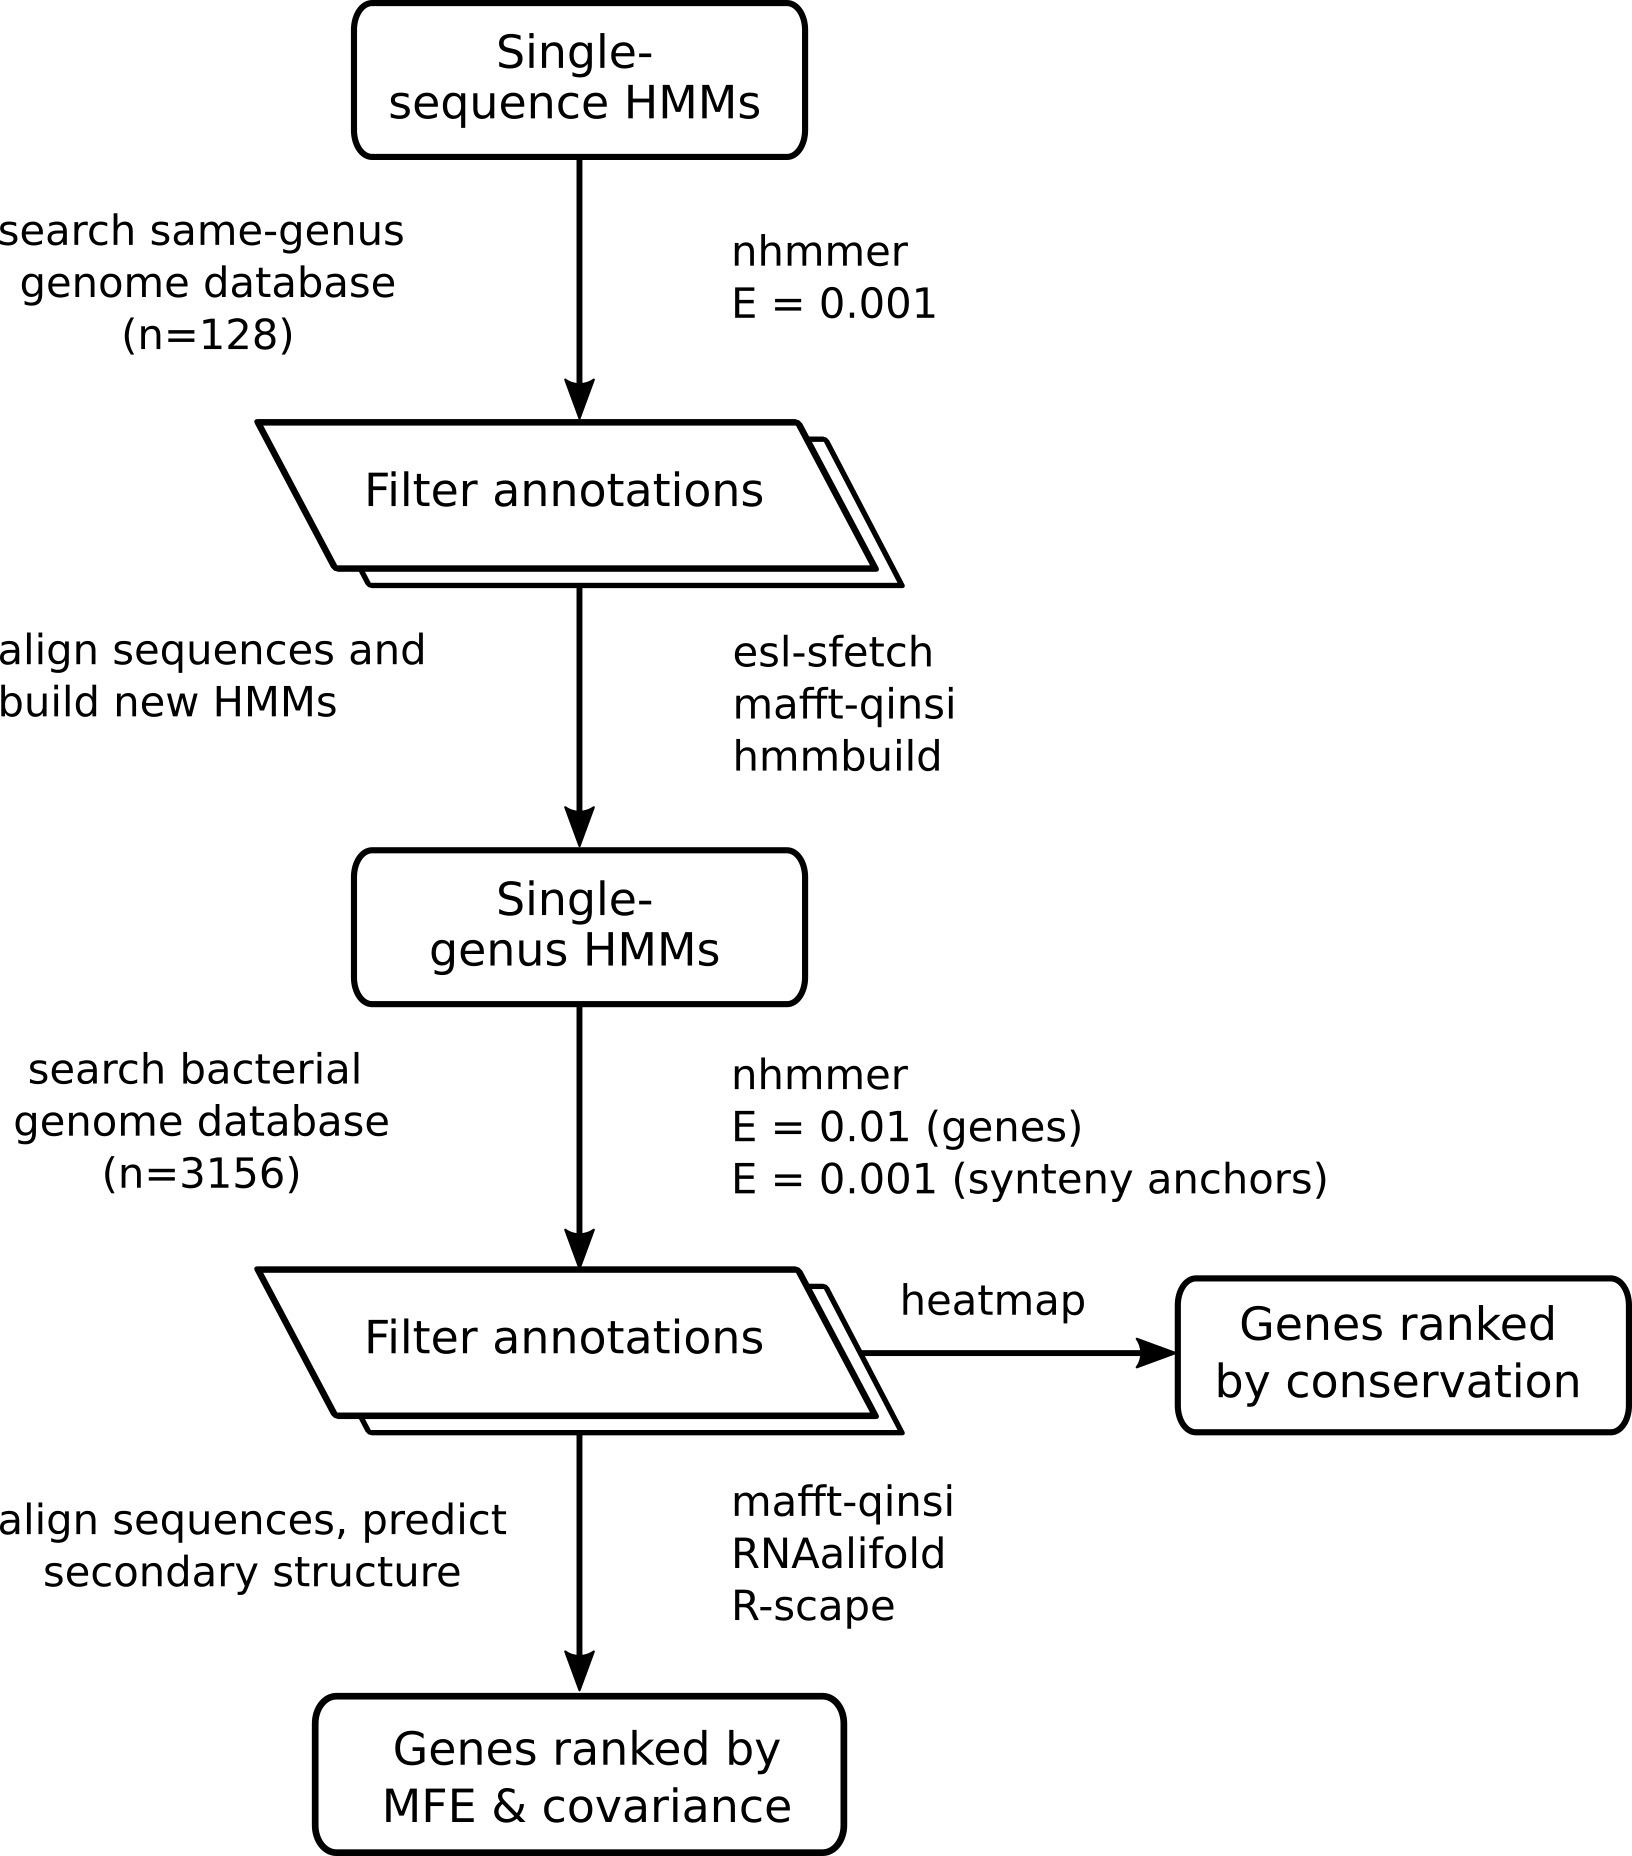 Single-
sequence HMMs
search same-genus
genome database
(n=128)
nhmmer
E = 0.001
Filter annotations
align sequences and
build new HMMs
esl-sfetch
mafft-qinsi
hmmbuild
Single-
genus HMMs
search bacterial
genome database
(n=3156)
nhmmer
E = 0.01 (genes)
E = 0.001 (synteny anchors)
Filter annotations
heatmap
Genes ranked
by conservation
align sequences, predict
secondary structure
mafft-qinsi
RNAalifold
R-scape
Genes ranked by
MFE & covariance